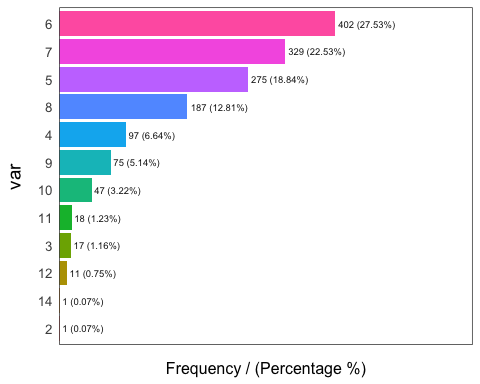 var
6 402 (27.53%)
7 329 (22.53%)
5 275 (18.84%)
8 187 (12.81%)
4 97 (6.64%)
9 75 (5.14%)
10 47 (3.22%)
11 18 (1.23%)
3 17 (1.16%)
12 11 (0.75%)
14 1 (0.07%)
2 1 (0.07%)
Frequency / (Percentage %)